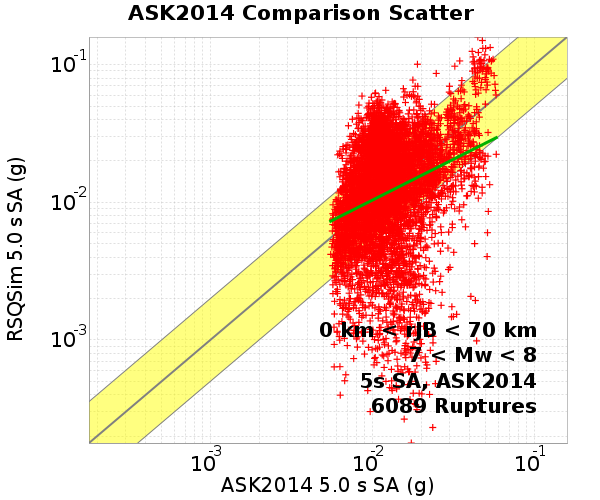 ASK2014 Comparison Scatter
RSQSim 5.0 s SA (g)
10-1
10-2
10-3
0 km < rJB < 70 km
7 < Mw < 8
5s SA, ASK2014
6089 Ruptures
10-3
10-2
10-1
ASK2014 5.0 s SA (g)